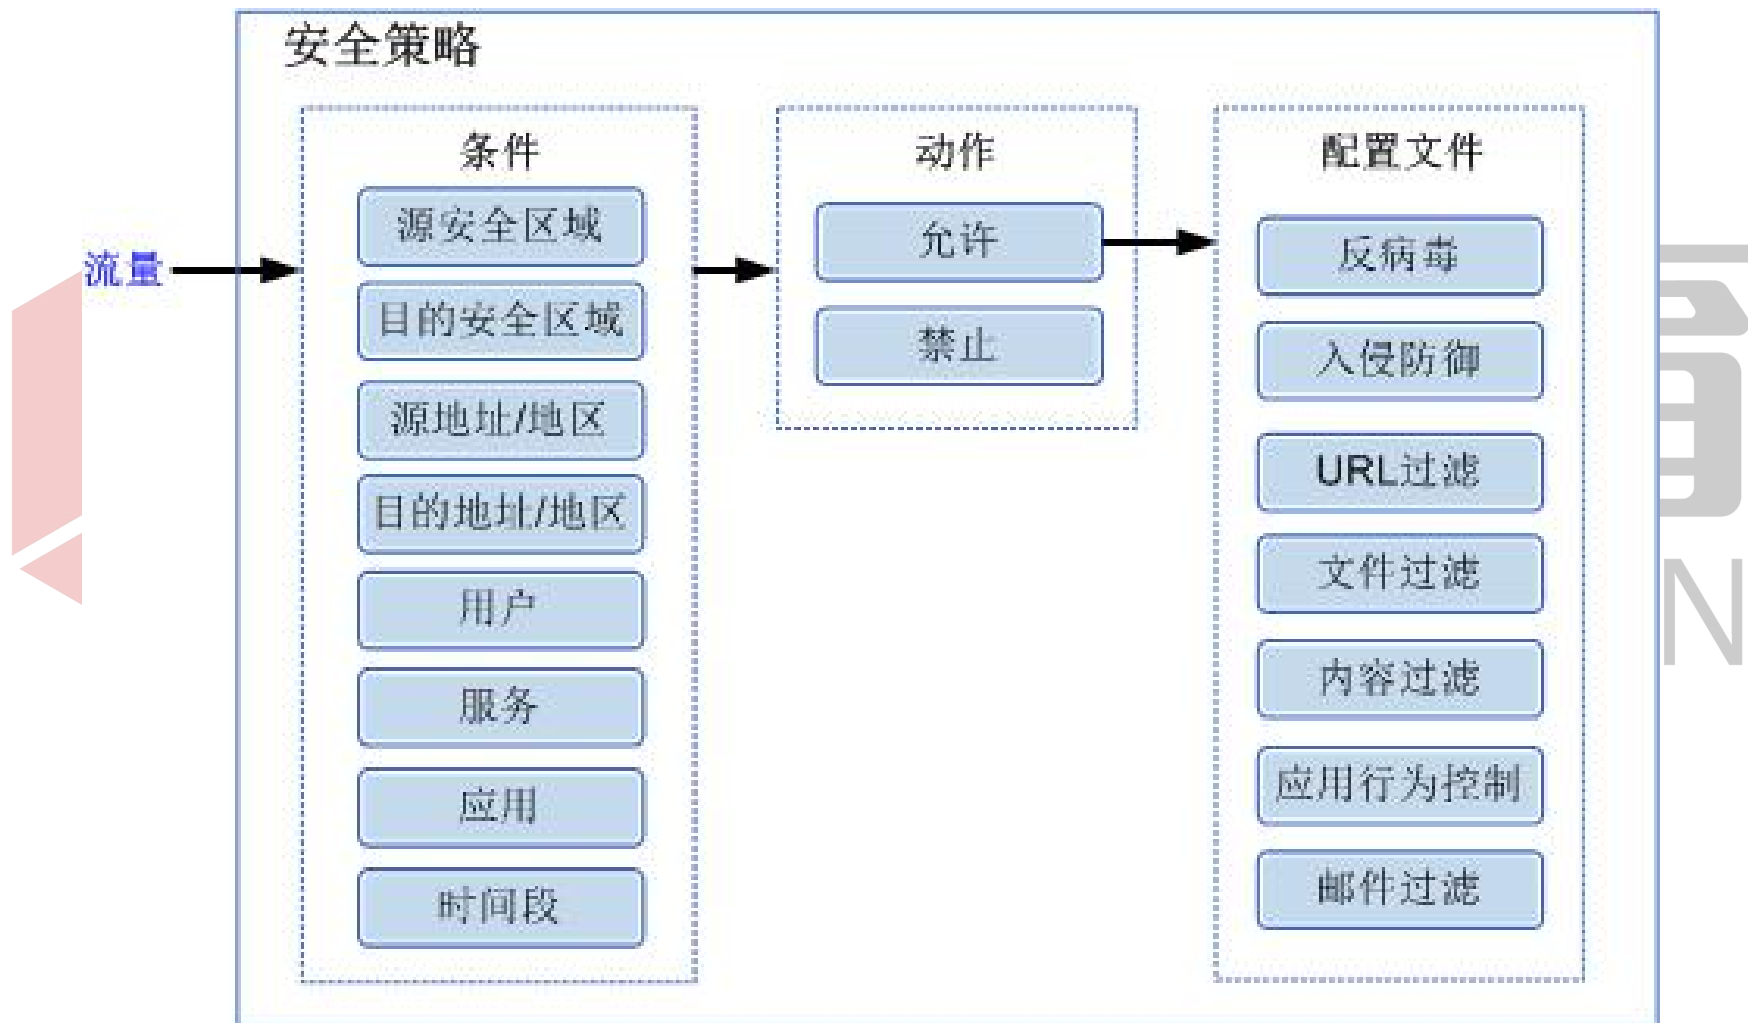 安全策略
流量
条件
源安全区域
目的安全区域
源地址/地区
目的地址/地区
用户
服务
应用
时间段
动作
允许
禁止
配置文件
反病毒
入侵防御
URL过滤
文件过滤
内容过滤
应用行为控制
邮件过滤
N